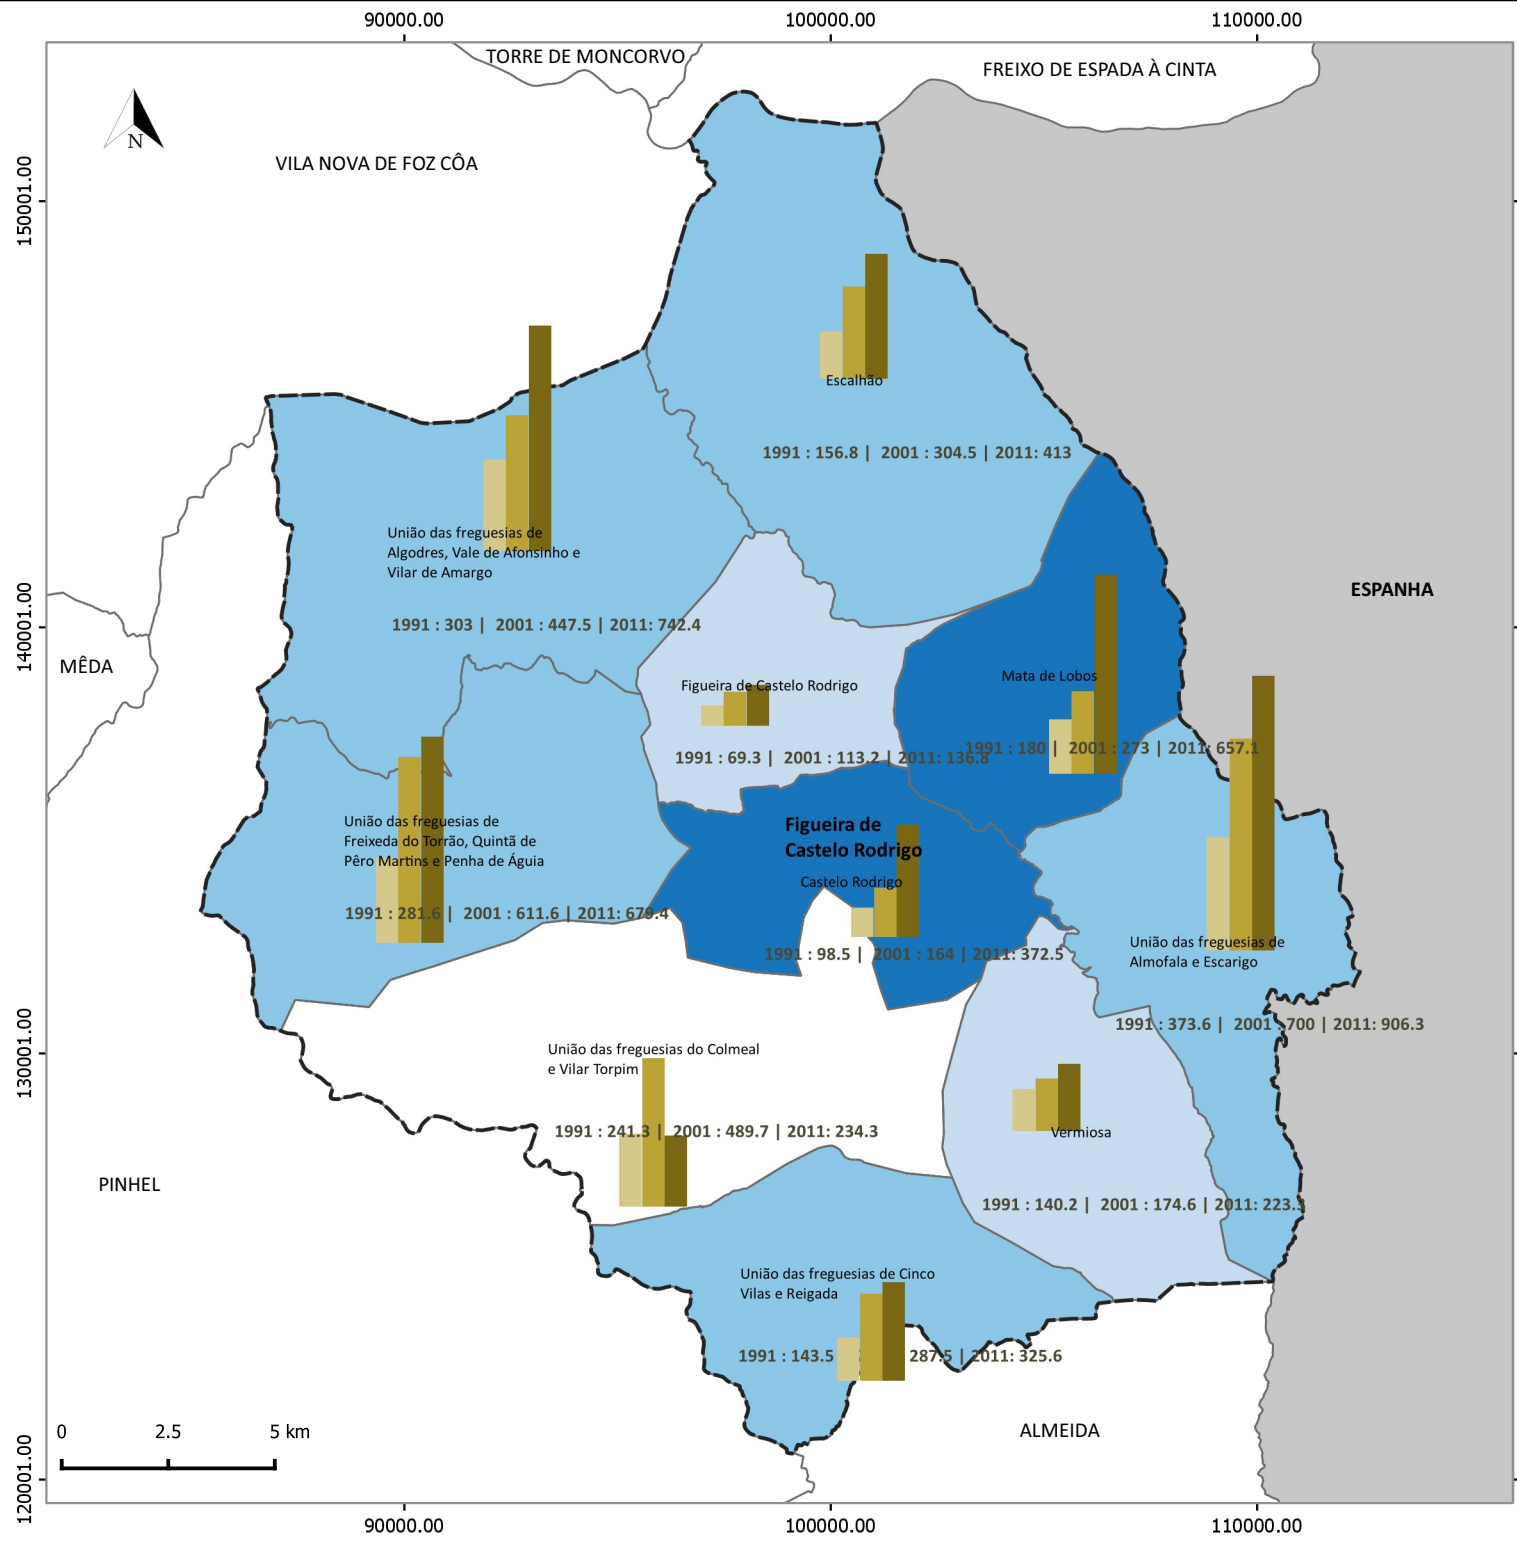 90000.00
100000.00
110000.00
TORRE DE MONCORVO
FREIXO DE ESPADA À CINTA
N
VILA NOVA DE FOZ CÔA
150001.00
Escalhão
1991 : 156.8 | 2001 : 304.5 | 2011: 413
União das freguesias de
Algodres, Vale de Afonsinho e
Vilar de Amargo
1991 : 303 | 2001 : 447.5 | 2011: 742.4
140001.00
ESPANHA
MÊDA
Mata de Lobos
1991 : 180 | 2001 : 273 | 2011: 657.1
Figueira de Castelo Rodrigo
1991 : 69.3 | 2001 : 113.2 | 2011: 136.8
União das freguesias de
Freixeda do Torrão, Quintã de
Pêro Martins e Penha de Águia
1991 : 281.6 | 2001 : 611.6 | 2011: 679.4
Figueira de
Castelo Rodrigo
Castelo Rodrigo
1991 : 98.5 | 2001 : 164 | 2011: 372.5
União das freguesias de
Almofala e Escarigo
1991 : 373.6 | 2001 : 700 | 2011: 906.3
130001.00
União das freguesias do Colmeal
e Vilar Torpim
1991 : 241.3 | 2001 : 489.7 | 2011: 234.3
Vermiosa
1991 : 140.2 | 2001 : 174.6 | 2011: 223.
PINHEL
União das freguesias de Cinco
Vilas e Reigada
1991 : 143.5 287.5 | 2011: 325.6
ALMEIDA
0 2.5 5 km
120001.00
90000.00
100000.00
110000.00